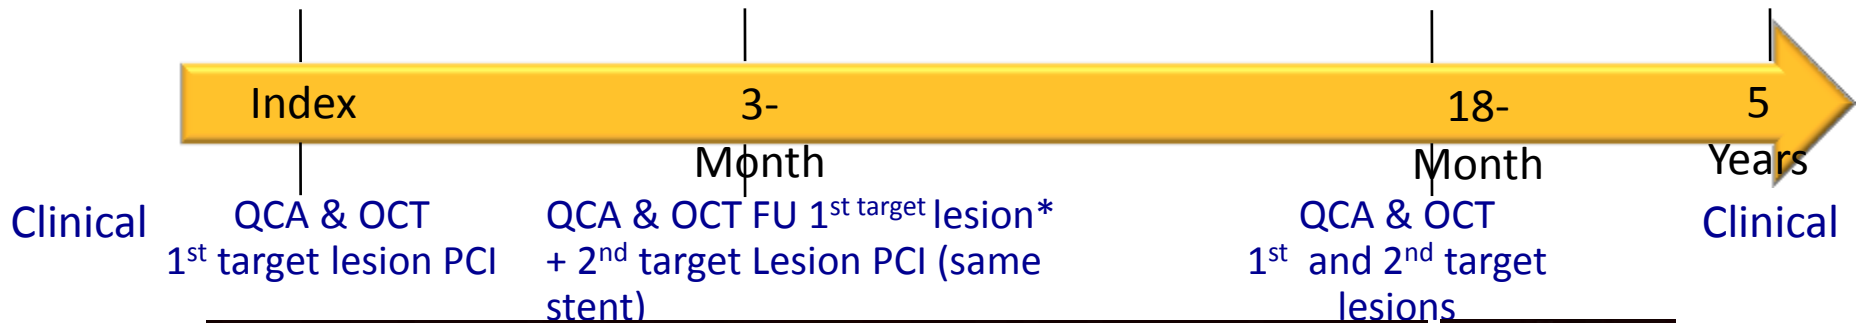 Index
3-
Month
18-
Month
5
Years
Clinical
QCA & OCT
1st target lesion PCI
QCA & OCT FU 1st target lesion*
+ 2nd target Lesion PCI (same
stent)
QCA & OCT
1st and 2nd target
lesions
Clinical